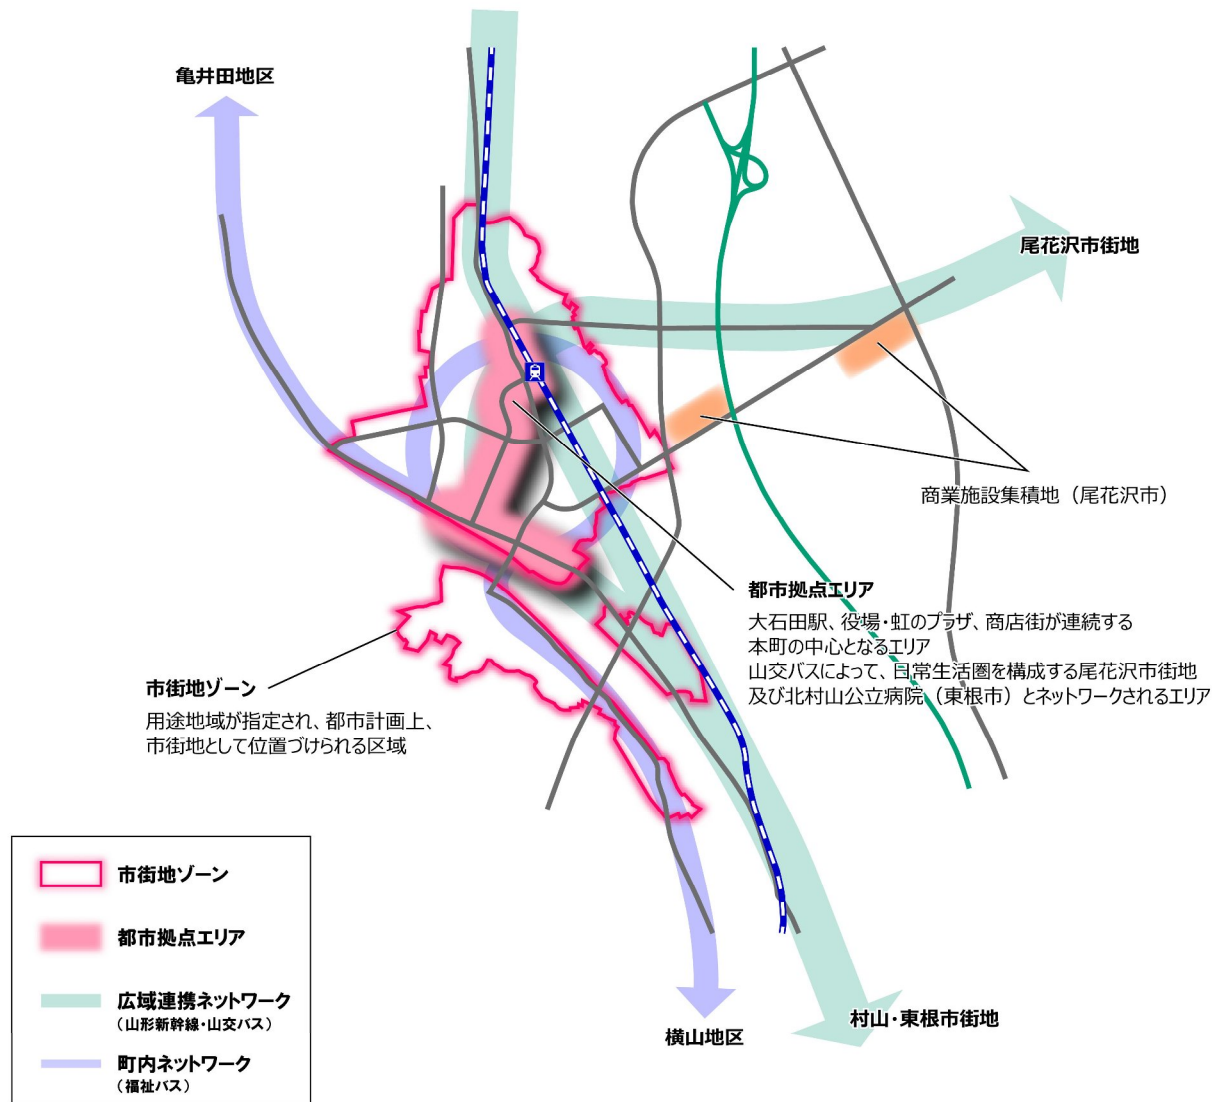 亀井田地区
尾花沢市街地
商業施設集積地（尾花沢市）
都市拠点エリア
大石田駅、役場・虹のプラザ、商店街が連続する
本町の中心となるエリア
山交バスによって、日常生活圏を構成する尾花沢市街地
及び北村山公立病院（東根市）とネットワークされるエリア
市街地ゾーン
用途地域が指定され、都市計画上、
市街地として位置づけられる区域
村山・東根市街地
横山地区
市街地ゾーン
都市拠点エリア
広域連携ネットワーク
（山形新幹線・山交バス）
町内ネットワーク
（福祉バス）